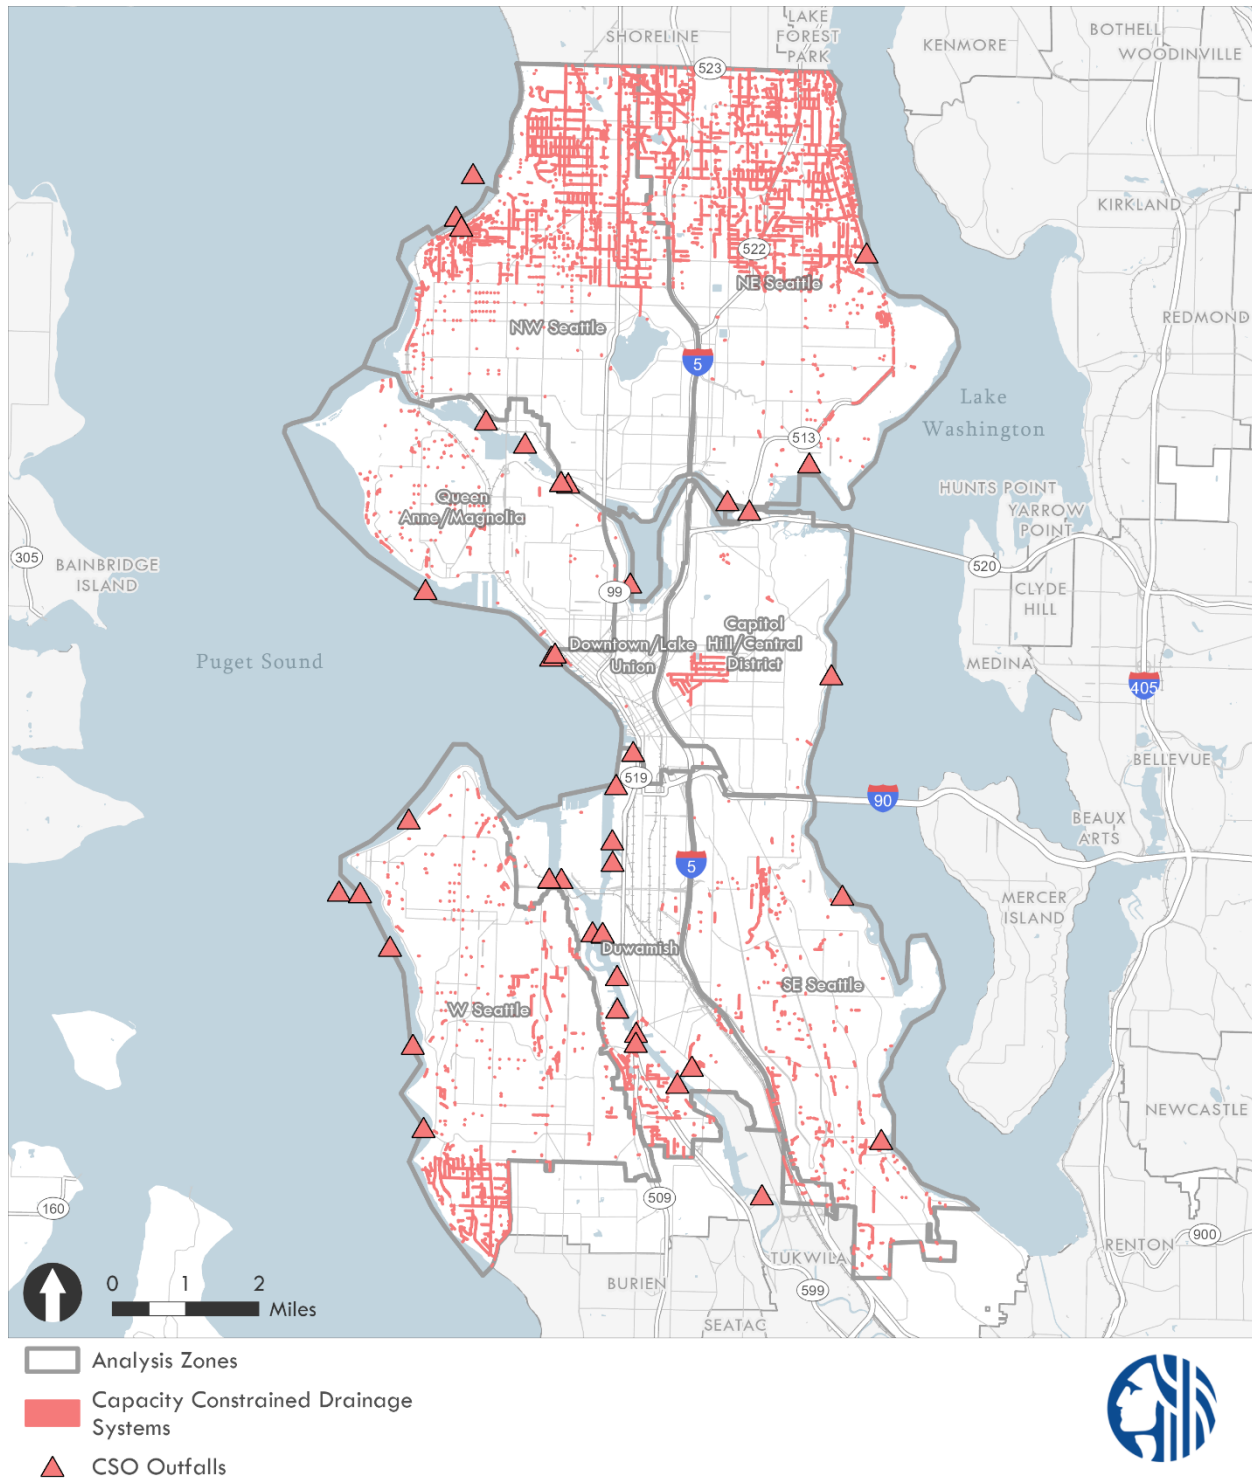 SHORELINE
LAKE
FOREST
PARK
BOTHELL
KENMORE
WOODINVILLE
523
KIRKLAND
522
NE Seattle
REDMOND
NW Seattle
5
Lake
Washington
513
HUNTS POINT
YARROW
POINT
Queen
Anne/Magnolia
305
BAINBRIDGE
ISLAND
520
CLYDE
HILL
99
Capitol
Hill/Central
District
Downtown/Lake
Union
Puget Sound
MEDINA
405
BELLEVUE
519
90
BEAUX
ARTS
5
MERCER
ISLAND
Duwamish
SE Seattle
W Seattle
NEWCASTLE
509
160
RENTON
900
TUKWILA
BURIEN
599
SEATAC
0 1 2
Miles
Analysis Zones
Capacity Constrained Drainage
Systems
CSO Outfalls